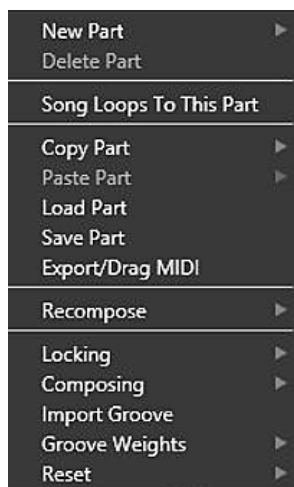 New Part
Delete Part
Song Loops To This Part
Copy Part
Paste Part
Load Part
Save Part
Export/Drag MIDI
Recompose
Locking
Composing
Import Groove
Groove Weights
Reset